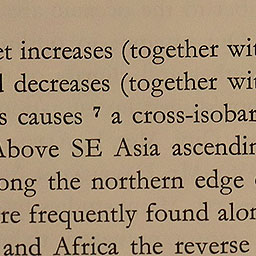 et increases (together wit
l decreases (together wit
s causes ⁷ a cross-isobar
Above SE Asia ascendin
ong the northern edge
re frequently found alon
and Africa the reverse